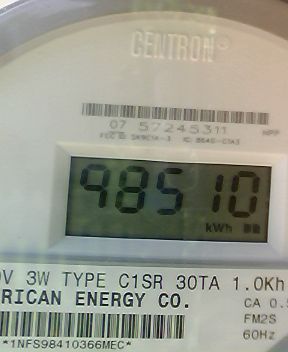 CENTRON
07 57245311
98510
kWh
0V 3W TYPE C1SR 30TA 1.0Kh
RICAN ENERGY CO. CA 0.5
FM2S
60Hz
*1NFS98410366MEC*